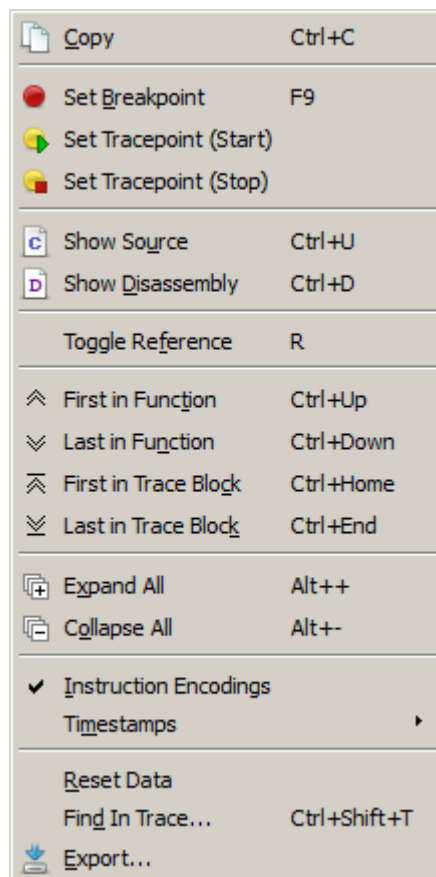 Copy Ctrl+C
Set Breakpoint F9
Set Tracepoint (Start)
Set Tracepoint (Stop)
C Show Source Ctrl+U
D Show Disassembly Ctrl+D
Toggle Reference R
First in Function Ctrl+Up
Last in Function Ctrl+Down
First in Trace Block Ctrl+Home
Last in Trace Block Ctrl+End
Expand All Alt++
Collapse All Alt+-
Instruction Encodings
Timestamps
Reset Data
Find In Trace... Ctrl+Shift+T
Export...